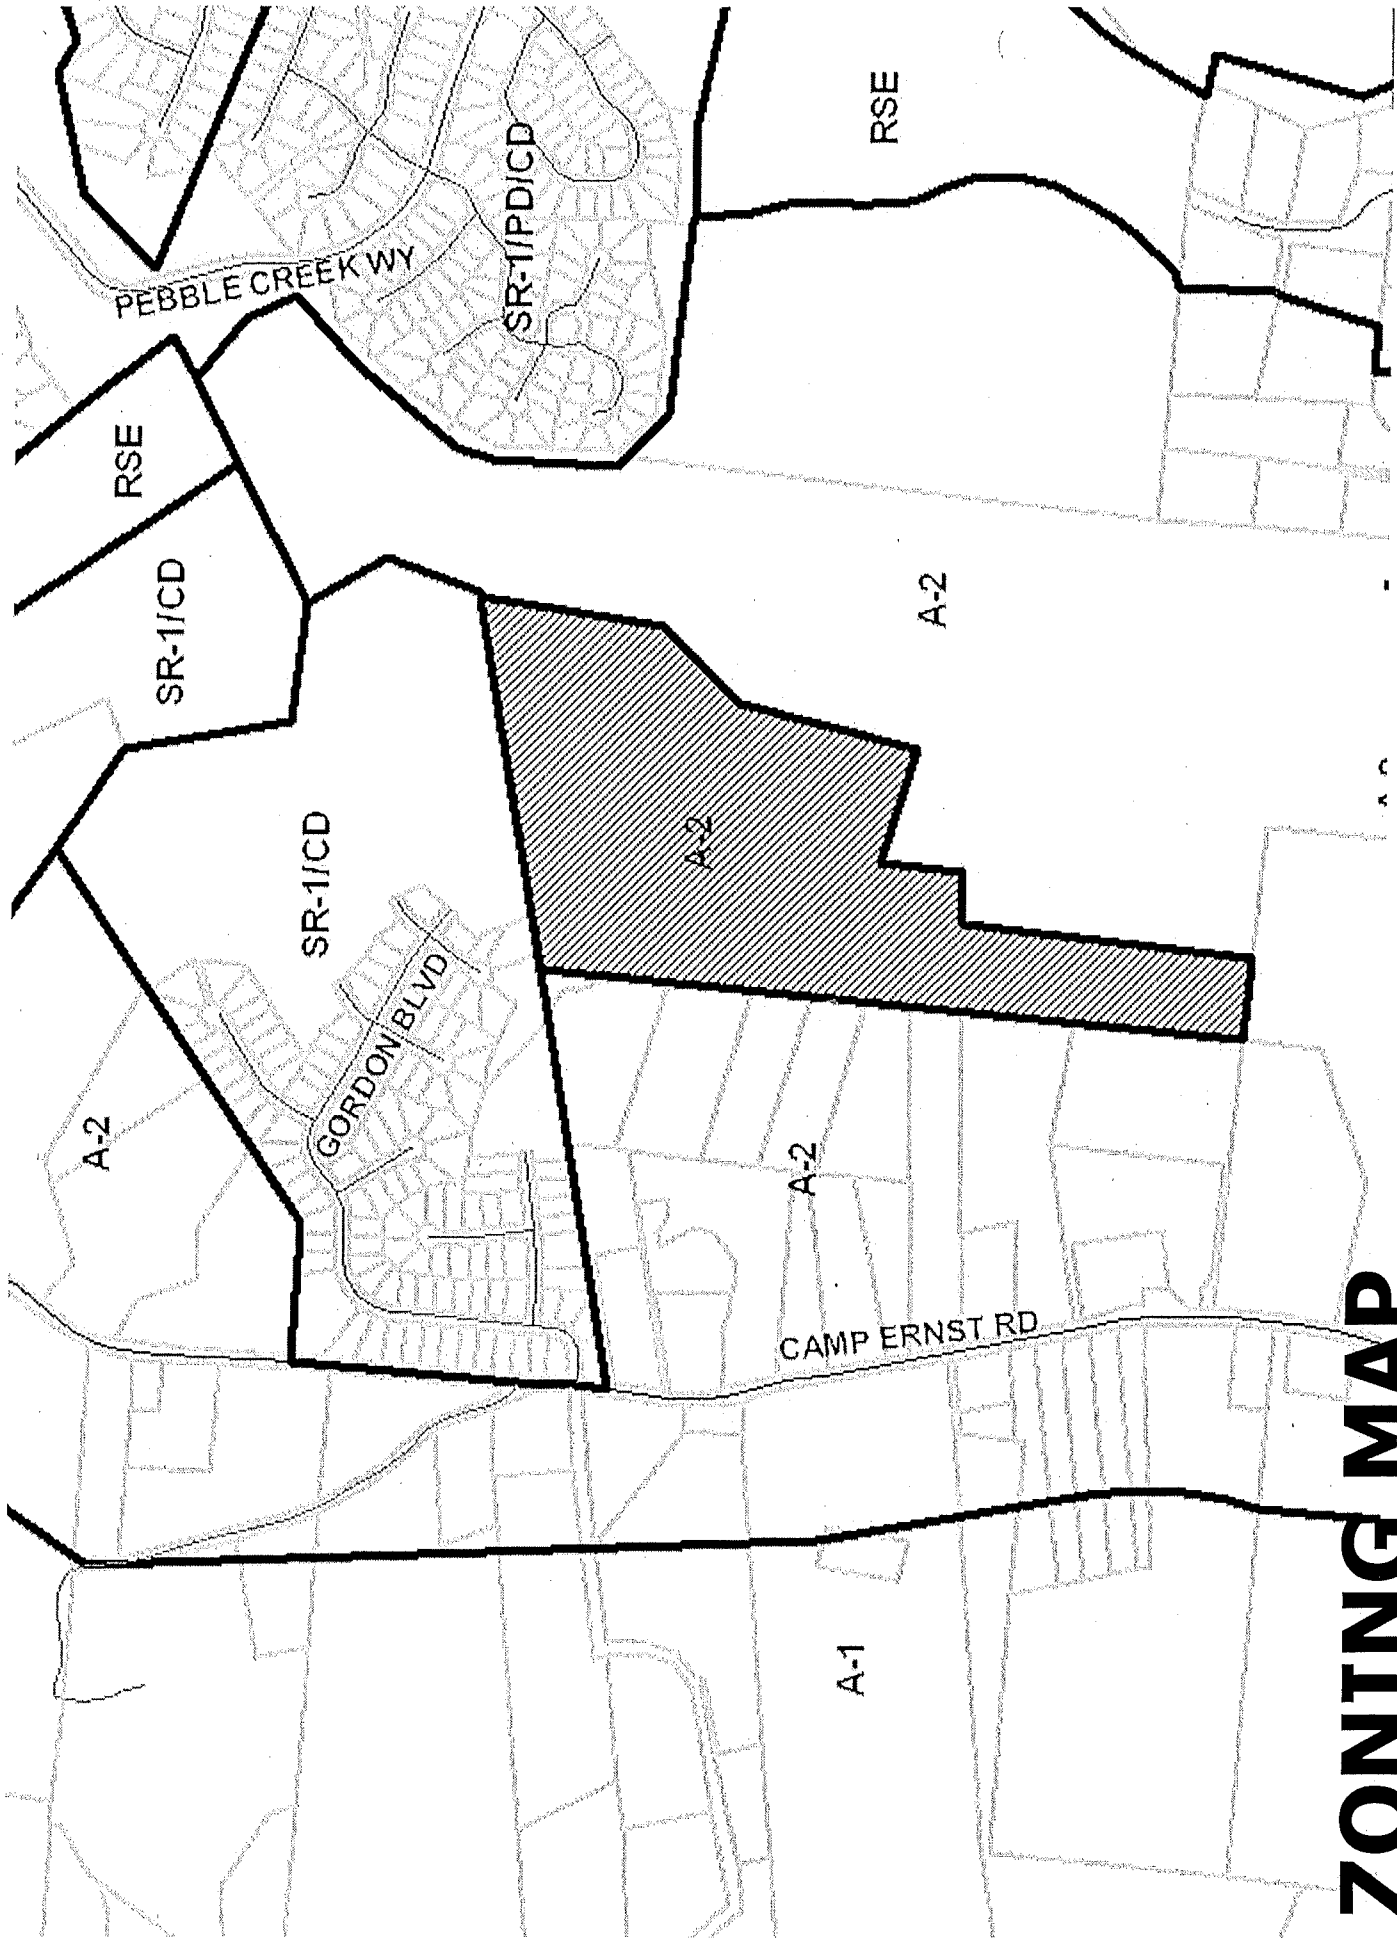 A-2
RSE
SR-1/CD
PEBBLE CREEK WY
SR-1/CD
GORDON BLVD
SR-1/PD/CD
A-2
A-2
A-1
RSE
CAMP ERNST RD
A-2
ZONING MAP